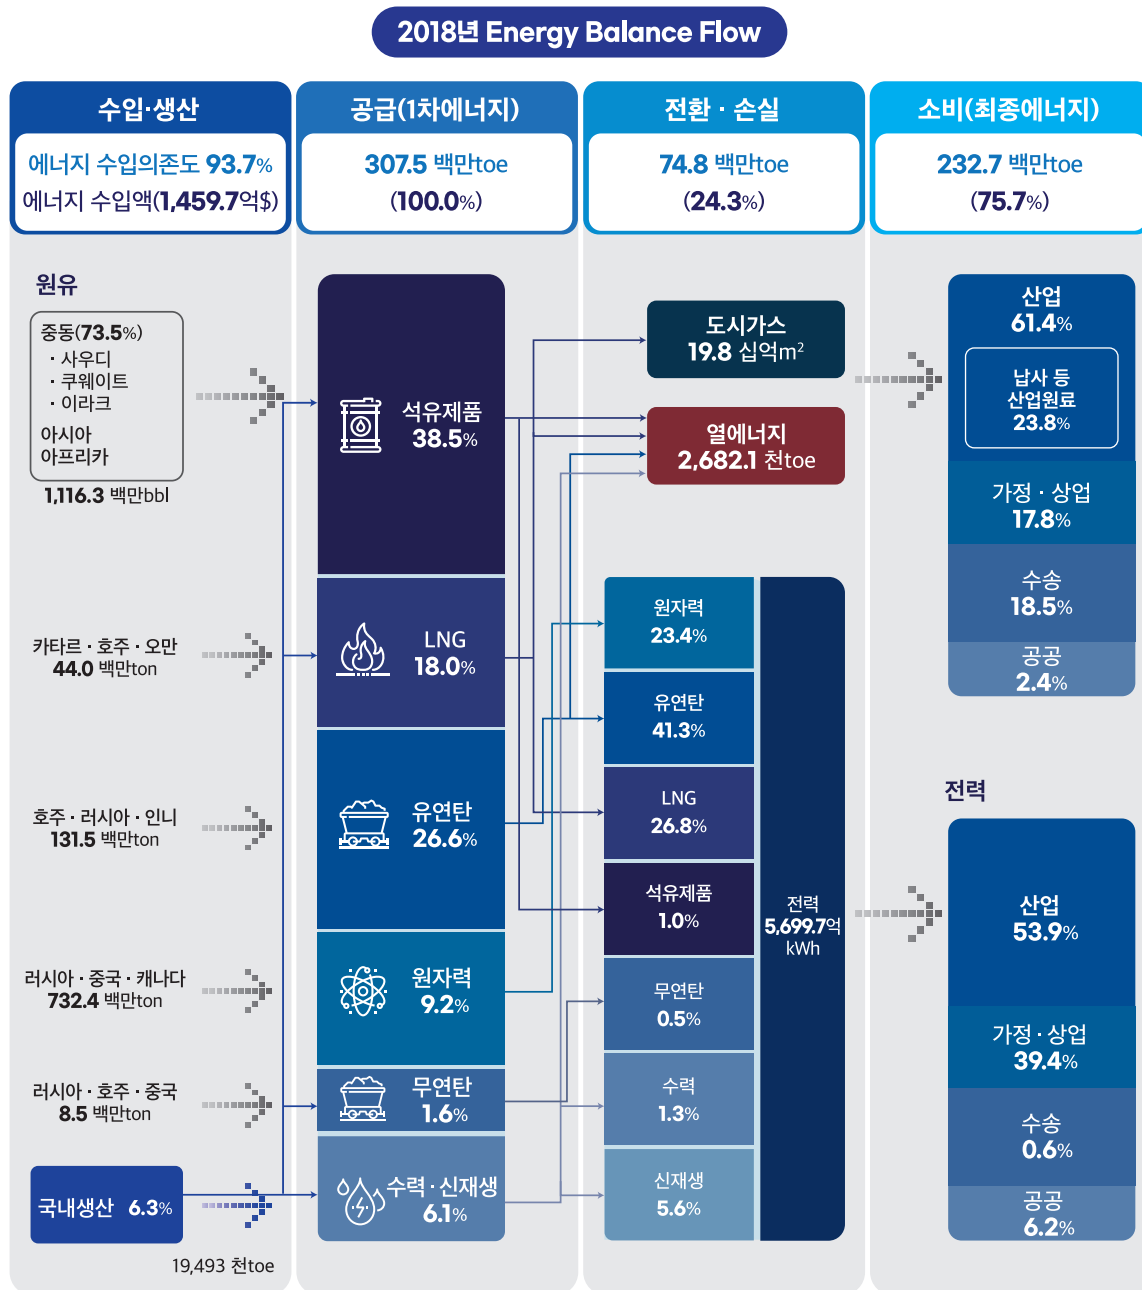 2018년 Energy Balance Flow
수입·생산
에너지 수입의존도 93.7%
에너지 수입액(1,459.7억$)
공급(1차에너지)
307.5 백만toe
(100.0%)
전환 · 손실
74.8 백만toe
(24.3%)
소비(최종에너지)
232.7 백만toe
(75.7%)
원유
중동(73.5%)
· 사우디
· 쿠웨이트
· 이라크
아시아
아프리카
1,116.3 백만bbl
카타르 · 호주 · 오만
44.0 백만ton
호주 · 러시아 · 인니
131.5 백만ton
러시아 · 중국 · 캐나다
732.4 백만ton
러시아 · 호주 · 중국
8.5 백만ton
국내생산 6.3%
19,493 천toe
석유제품
38.5%
LNG
18.0%
유연탄
26.6%
원자력
9.2%
무연탄
1.6%
수력 · 신재생
6.1%
도시가스
19.8 십억m²
열에너지
2,682.1 천toe
원자력
23.4%
유연탄
41.3%
LNG
26.8%
석유제품
1.0%
무연탄
0.5%
수력
1.3%
신재생
5.6%
전력
5,699.7억
kWh
산업
61.4%
납사 등
산업원료
23.8%
가정 · 상업
17.8%
수송
18.5%
공공
2.4%
전력
산업
53.9%
가정 · 상업
39.4%
수송
0.6%
공공
6.2%